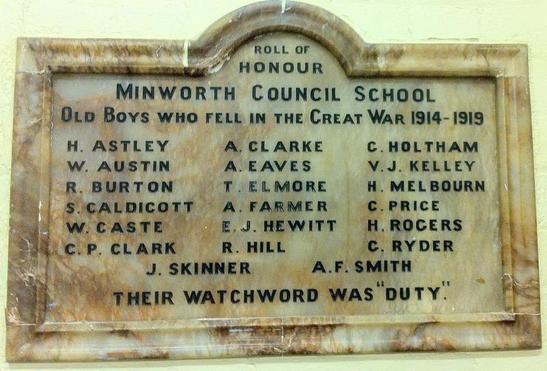 ROLL OF
HONOUR
MINWORTH COUNCIL SCHOOL
OLD BOYS WHO FELL IN THE GREAT WAR 1914-1919
H. ASTLEY A. CLARKE G. HOLTHAM
W. AUSTIN A. EAVES V.J. KELLEY
R. BURTON T. ELMORE H. MELBOURN
S. CALDICOTT A. FARMER C. PRICE
W. CASTE E.J. HEWITT H. ROGERS
C.P. CLARK R. HILL G. RYDER
J. SKINNER A.F. SMITH
THEIR WATCHWORD WAS "DUTY."